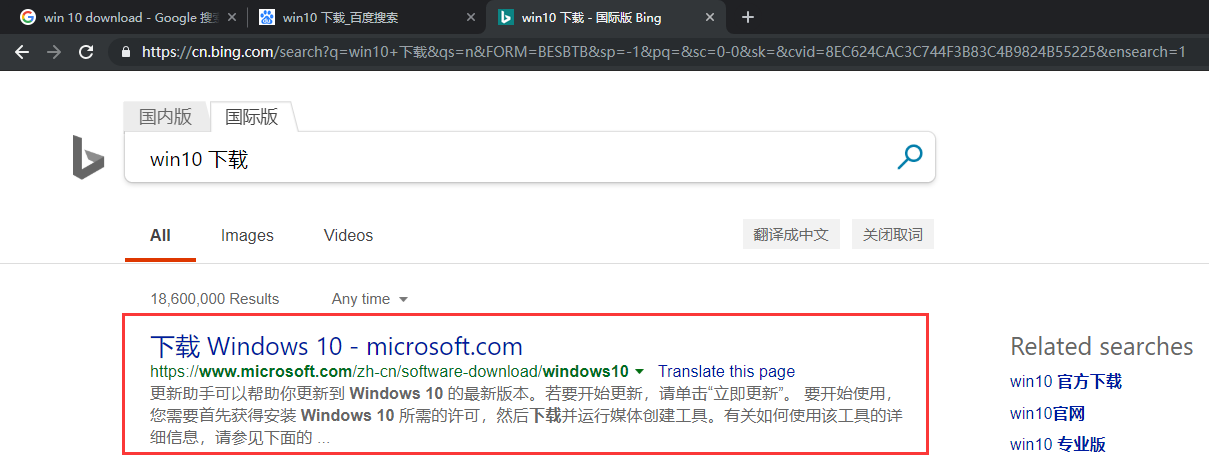 win 10 download - Google 搜
win10 下载_百度搜索
win10 下载 - 国际版 Bing
https://cn.bing.com/search?q=win10+下载&qs=n&FORM=BESBTB&sp=-1&pq=&sc=0-0&sk=&cvid=8EC624CAC3C744F3B83C4B9824B55225&ensearch=1
国内版 国际版
win10 下载
All Images Videos 翻译成中文 关闭取词
18,600,000 Results Any time
下载 Windows 10 - microsoft.com
https://www.microsoft.com/zh-cn/software-download/windows10 Translate this page
更新助手可以帮助你更新到 Windows 10 的最新版本。若要开始更新，请单击“立即更新”。 要开始使用，
您需要首先获得安装 Windows 10 所需的许可，然后下载并运行媒体创建工具。有关如何使用该工具的详
细信息，请参见下面的 ...
Related searches
win10 官方下载
win10官网
win10 专业版